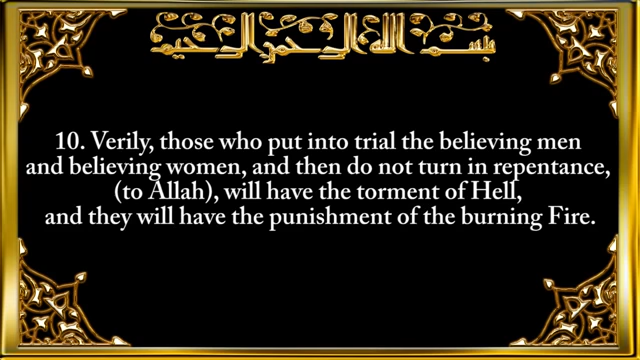 بسم الله الرحمن الرحيم
10. Verily, those who put into trial the believing men
and believing women, and then do not turn in repentance,
(to Allah), will have the torment of Hell,
and they will have the punishment of the burning Fire.